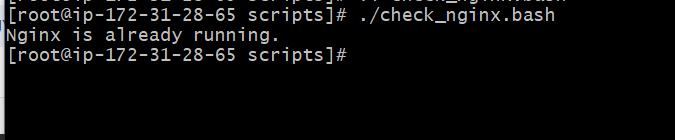 [root@ip-172-31-28-65 scripts]# ./check_nginx.bash
Nginx is already running.
[root@ip-172-31-28-65 scripts]#